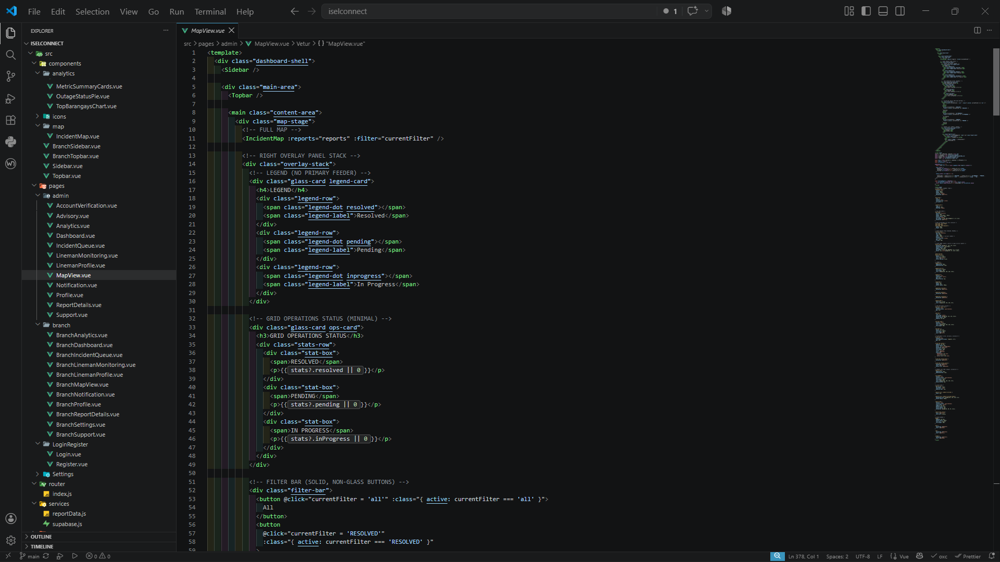 File Edit Selection View Go Run Terminal Help
iselconnect
1
EXPLORER
ISELCONNECT
src
components
analytics
MetricSummaryCards.vue
OutageStatusPie.vue
TopBarangaysChart.vue
icons
map
IncidentMap.vue
BranchSidebar.vue
BranchTopbar.vue
Sidebar.vue
Topbar.vue
pages
admin
AccountVerification.vue
Advisory.vue
Analytics.vue
Dashboard.vue
IncidentQueue.vue
LinemanMonitoring.vue
LinemanProfile.vue
MapView.vue
Notification.vue
Profile.vue
ReportDetails.vue
Support.vue
branch
BranchAnalytics.vue
BranchDashboard.vue
BranchIncidentQueue.vue
BranchLinemanMonitoring.vue
BranchLinemanProfile.vue
BranchMapView.vue
BranchNotification.vue
BranchProfile.vue
BranchReportDetails.vue
BranchSettings.vue
BranchSupport.vue
LoginRegister
Login.vue
Register.vue
Settings
router
index.js
services
reportData.js
supabase.js
OUTLINE
TIMELINE
MapView.vue
src > pages > admin > MapView.vue > Vetur > {} "MapView.vue"
1 <template>
2 <div class="dashboard-shell">
3 <Sidebar />
4
5 <div class="main-area">
6 <Topbar />
7
8 <main class="content-area">
9 <div class="map-stage">
10 <!-- FULL MAP -->
11 <IncidentMap :reports="reports" :filter="currentFilter" />
12
13 <!-- RIGHT OVERLAY PANEL STACK -->
14 <div class="overlay-stack">
15 <!-- LEGEND (NO PRIMARY FEEDER) -->
16 <div class="glass-card legend-card">
17 <h4>LEGEND</h4>
18 <div class="legend-row">
19 <span class="legend-dot resolved"></span>
20 <span class="legend-label">Resolved</span>
21 </div>
22 <div class="legend-row">
23 <span class="legend-dot pending"></span>
24 <span class="legend-label">Pending</span>
25 </div>
26 <div class="legend-row">
27 <span class="legend-dot inprogress"></span>
28 <span class="legend-label">In Progress</span>
29 </div>
30 </div>
31
32 <!-- GRID OPERATIONS STATUS (MINIMAL) -->
33 <div class="glass-card ops-card">
34 <h3>GRID OPERATIONS STATUS</h3>
35 <div class="stats-row">
36 <div class="stat-box">
37 <span>RESOLVED</span>
38 <p>{{ stats?.resolved || 0 }}</p>
39 </div>
40 <div class="stat-box">
41 <span>PENDING</span>
42 <p>{{ stats?.pending || 0 }}</p>
43 </div>
44 <div class="stat-box">
45 <span>IN PROGRESS</span>
46 <p>{{ stats?.inProgress || 0 }}</p>
47 </div>
48 </div>
49 </div>
50
51 <!-- FILTER BAR (SOLID, NON-GLASS BUTTONS) -->
52 <div class="filter-bar">
53 <button @click="currentFilter = 'all'" :class="{ active: currentFilter === 'all' }">
54 All
55 </button>
56 <button
57 @click="currentFilter = 'RESOLVED'"
58 :class="{ active: currentFilter === 'RESOLVED' }"
59 >
main 0 0 Ln 378, Col 1 Spaces: 2 UTF-8 LF {} Vue oxc Prettier